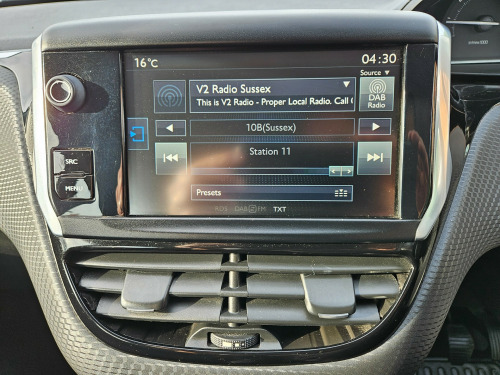 16°C
04:30
Source
V2 Radio Sussex
This is V2 Radio - Proper Local Radio. Call
DAB
Radio
10B(Sussex)
Station 11
SRC
MENU
Presets
RDS DAB FM TXT